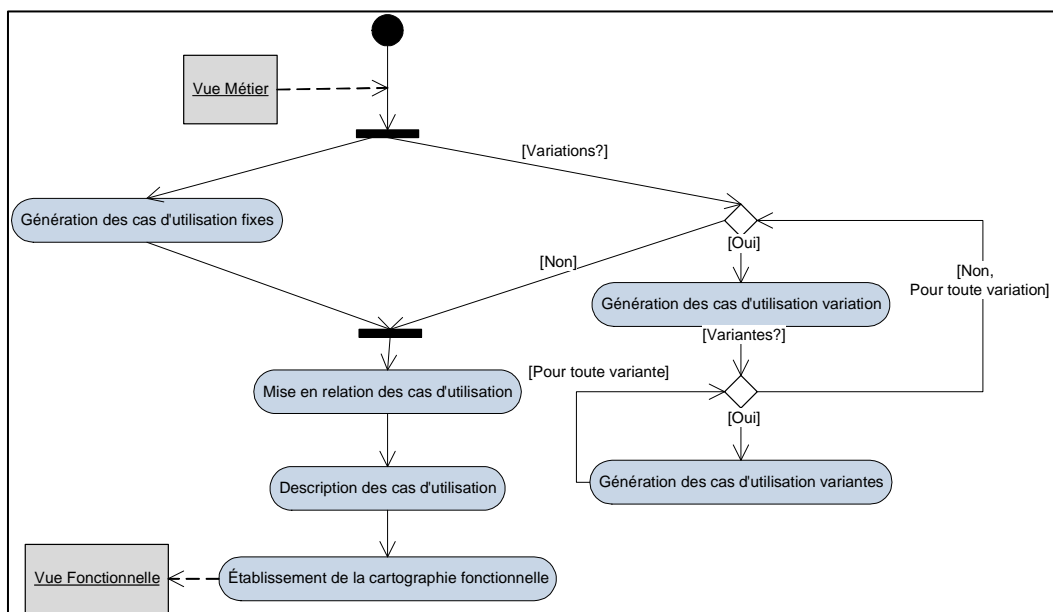 Vue Métier
[Variations?]
Génération des cas d'utilisation fixes
[Oui]
[Non]
[Non,
Pour toute variation]
Génération des cas d'utilisation variation
[Variantes?]
[Pour toute variante]
Mise en relation des cas d'utilisation
[Oui]
Description des cas d'utilisation
Génération des cas d'utilisation variantes
Vue Fonctionnelle
Établissement de la cartographie fonctionnelle